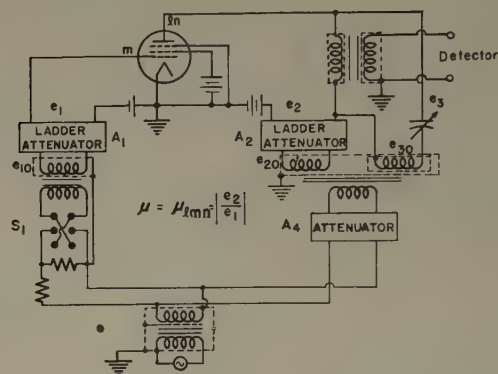 ℓn
m
Detector
e₁
e₂
e₃
LADDER
ATTENUATOR
A₁
A₂
LADDER
ATTENUATOR
e₁₀
e₂₀
e₃₀
μ = μℓmn = |e₂/e₁|
S₁
A₄
ATTENUATOR